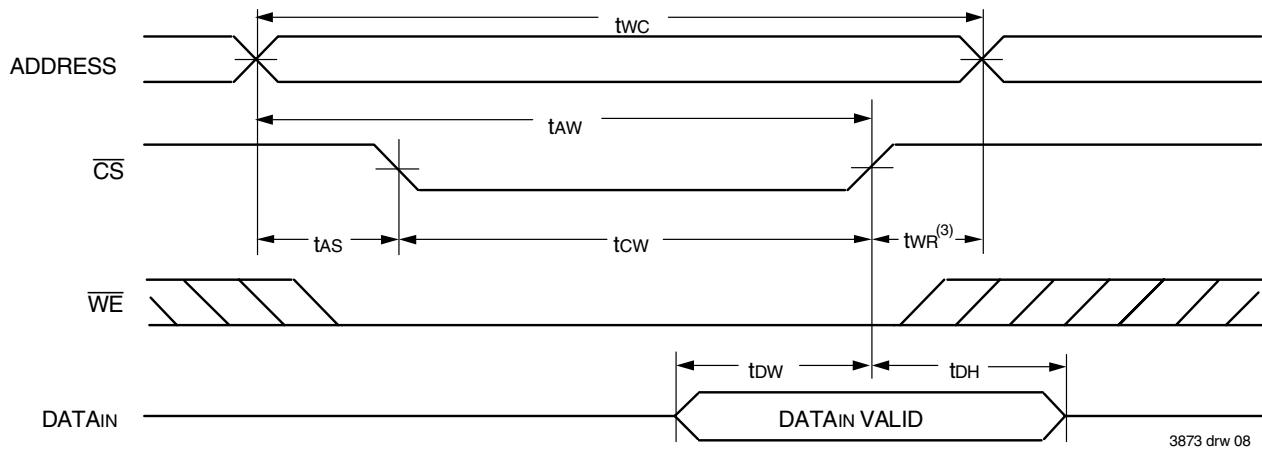 tWC
ADDRESS
tAW
CS
tAS
tCW
tWR(3)
WE
tDW
tDH
DATAIN
DATAIN VALID
3873 drw 08